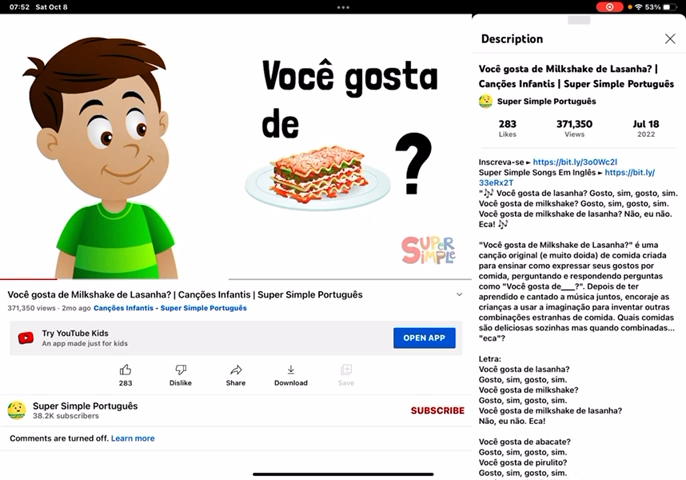 07:52 Sat Oct 8
53%
Você gosta
de
?
SUPER
SIMPLE
Você gosta de Milkshake de Lasanha? | Canções Infantis | Super Simple Português
371,350 views · 2mo ago Canções Infantis - Super Simple Português
Try YouTube Kids
An app made just for kids
OPEN APP
283
Dislike
Share
Download
Save
Super Simple Português
38.2K subscribers
SUBSCRIBE
Comments are turned off. Learn more
Description
Você gosta de Milkshake de Lasanha? |
Canções Infantis | Super Simple Português
Super Simple Português
283
Likes
371,350
Views
Jul 18
2022
Inscreva-se ► https://bit.ly/3o0Wc2l
Super Simple Songs Em Inglês ► https://bit.ly/
33eRx2T
"🎶 Você gosta de lasanha? Gosto, sim, gosto, sim.
Você gosta de milkshake? Gosto, sim, gosto, sim.
Você gosta de milkshake de lasanha? Não, eu não.
Eca! 🎶
"Você gosta de Milkshake de Lasanha?" é uma
canção original (e muito doida) de comida criada
para ensinar como expressar seus gostos por
comida, perguntando e respondendo perguntas
como "Você gosta de___?". Depois de ter
aprendido e cantado a música juntos, encoraje as
crianças a usar a imaginação para inventar outras
combinações estranhas de comida. Quais comidas
são deliciosas sozinhas mas quando combinadas...
"eca"?
Letra:
Você gosta de lasanha?
Gosto, sim, gosto, sim.
Você gosta de milkshake?
Gosto, sim, gosto, sim.
Você gosta de milkshake de lasanha?
Não, eu não. Eca!
Você gosta de abacate?
Gosto, sim, gosto, sim.
Você gosta de pirulito?
Gosto, sim, gosto, sim.